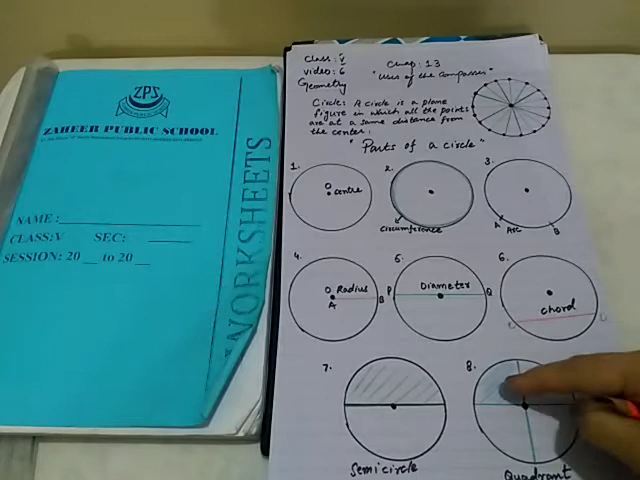 ZPS
ZAHEER PUBLIC SCHOOL
NAME:
CLASS:V SEC:
SESSION: 20 __ to 20 __
WORKSHEETS
Class: V
video: 6
Geometry
Chap: 13
"Uses of the compasses"
Circle: A circle is a plane
figure in which all the points
are at a same distance from
the center.
"Parts of a circle"
1.
O
centre
2.
circumference
3.
A
Arc
B
4.
O Radius
A
B
5.
Diameter
P
Q
6.
chord
C
D
7.
Semicircle
8.
Quadrant